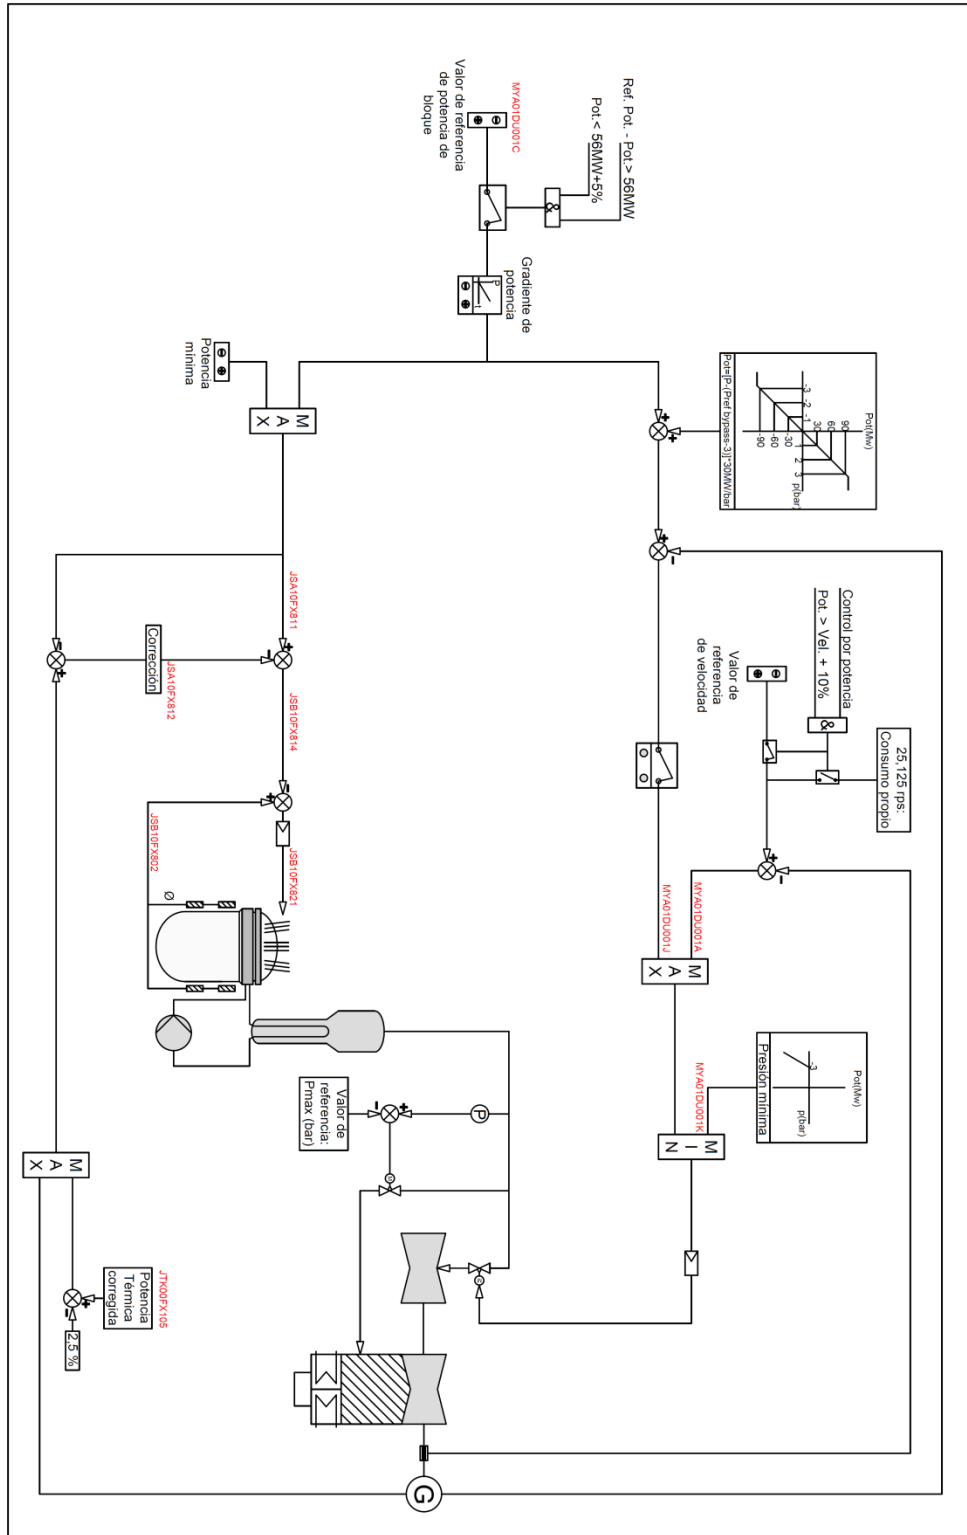 Ref. Pot. - Pot.> 56MW
Pot.< 56MW+5%
&
MYA01DU001C
Valor de referencia
de potencia de
bloque
Gradiente de
potencia
P
t
Potencia
mínima
MAX
Pot(Mw)
90
60
30
-3 -2 -1
1 2 3
p(bar)
-30
-60
-90
Pot=[P-(Pref bypass-3)]*30MW/bar
Control por potencia
Pot. > Vel. + 10%
&
25,125 rps:
Consumo propio
Valor de
referencia
de velocidad
MYA01DU001A
MYA01DU001J
MAX
Pot(Mw)
-3
p(bar)
Presión mínima
MYA01DU001K
MIN
JSA10FX811
Corrección
JSA10FX812
JSB10FX814
JSB10FX802
JSB10FX821
Ø
P
Valor de
referencia:
Pmax (bar)
MAX
JTK00FX105
Potencia
Térmica
corregida
2,5 %
G